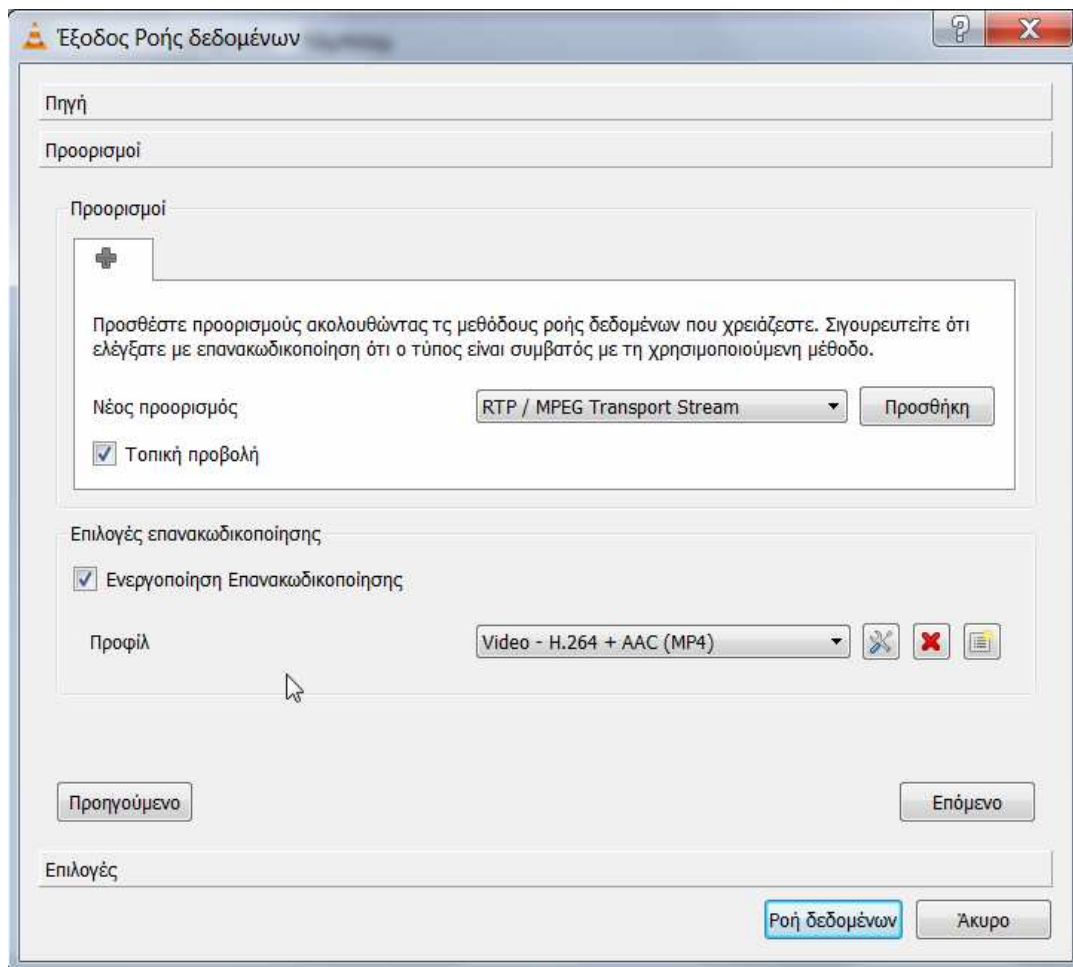 Έξοδος Ροής δεδομένων
Πηγή
Προορισμοί
Προορισμοί
Προσθέστε προορισμούς ακολουθώντας τς μεθόδους ροής δεδομένων που χρειάζεστε. Σιγουρευτείτε ότι
ελέγξατε με επανακωδικοποίηση ότι ο τύπος είναι συμβατός με τη χρησιμοποιούμενη μέθοδο.
Νέος προορισμός RTP / MPEG Transport Stream Προσθήκη
Τοπική προβολή
Επιλογές επανακωδικοποίησης
Ενεργοποίηση Επανακωδικοποίησης
Προφίλ Video - H.264 + AAC (MP4)
Προηγούμενο Επόμενο
Επιλογές
Ροή δεδομένων Άκυρο